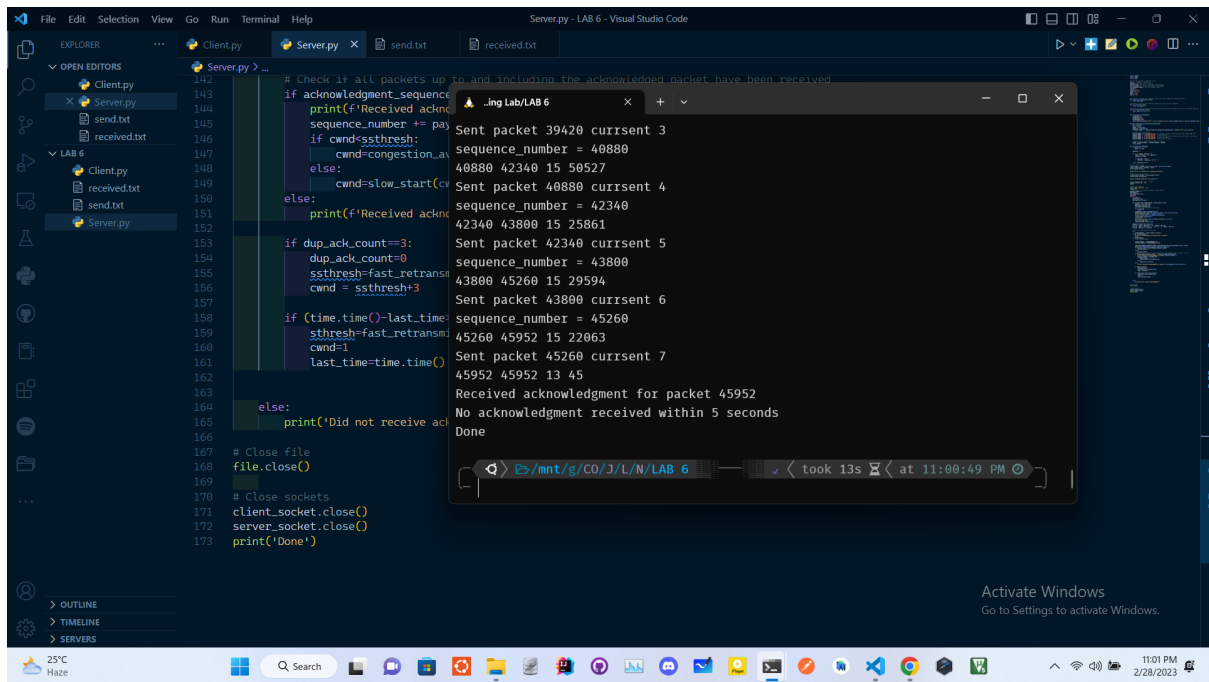 File Edit Selection View Go Run Terminal Help
Server.py - LAB 6 - Visual Studio Code
EXPLORER
Client.py
Server.py
send.txt
received.txt
OPEN EDITORS
Client.py
Server.py
send.txt
received.txt
LAB 6
Client.py
received.txt
send.txt
Server.py
OUTLINE
TIMELINE
SERVERS
Server.py > ...
142 # Check if all packets up to and including the acknowledged packet have been received
143 if acknowledgment_sequence
144 print(f'Received ackno
145 sequence_number += pay
146 if cwnd<ssthresh:
147 cwnd=congestion_av
148 else:
149 cwnd=slow_start(cw
150 else:
151 print(f'Received ackno
152
153 if dup_ack_count==3:
154 dup_ack_count=0
155 ssthresh=fast_retransm
156 cwnd = ssthresh+3
157
158 if (time.time()-last_time>
159 sthresh=fast_retransmi
160 cwnd=1
161 last_time=time.time()
162
163
164 else:
165 print('Did not receive ack
166
167 # Close file
168 file.close()
169
170 # Close sockets
171 client_socket.close()
172 server_socket.close()
173 print('Done')
..ing Lab/LAB 6
Sent packet 39420 currsent 3
sequence_number = 40880
40880 42340 15 50527
Sent packet 40880 currsent 4
sequence_number = 42340
42340 43800 15 25861
Sent packet 42340 currsent 5
sequence_number = 43800
43800 45260 15 29594
Sent packet 43800 currsent 6
sequence_number = 45260
45260 45952 15 22063
Sent packet 45260 currsent 7
45952 45952 13 45
Received acknowledgment for packet 45952
No acknowledgment received within 5 seconds
Done
/mnt/g/CO/J/L/N/LAB 6
took 13s
at 11:00:49 PM
Activate Windows
Go to Settings to activate Windows.
25°C
Haze
Search
11:01 PM
2/28/2023